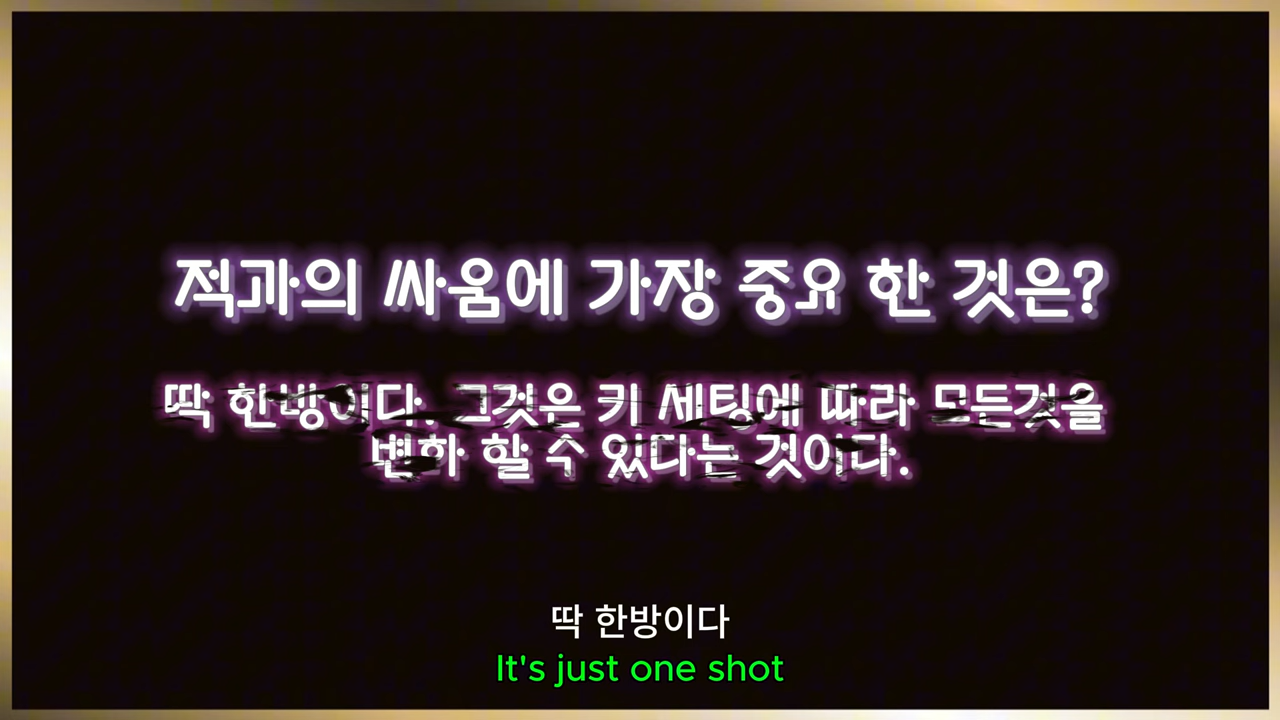 적과의 싸움에 가장 중요 한 것은?
딱 한방이다. 그것은 키 세팅에 따라 모든것을
변화 할 수 있다는 것이다.
딱 한방이다
It's just one shot